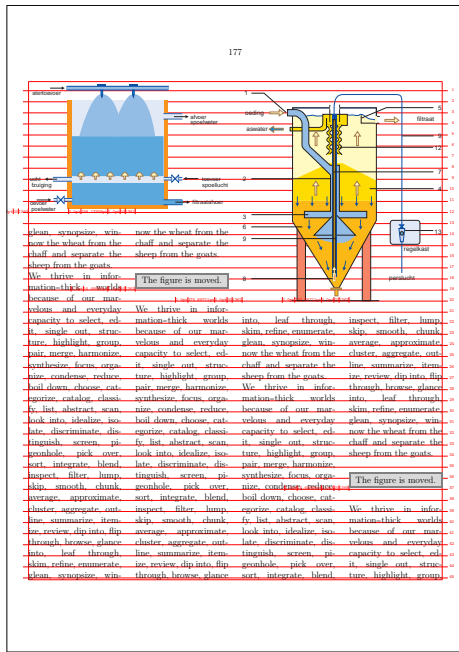 177
afvoer
spoelwater
voeding
filtraat
toevoer
spoellucht
regelkast
perslucht
1
5
9
12
7
2
4
3
6
9
8
13
glean, synopsize, win-
now the wheat from the
chaff and separate the
sheep from the goats.
We thrive in infor-
mation-thick worlds
because of our mar-
velous and everyday
capacity to select, ed-
it, single out, struc-
ture, highlight, group,
pair, merge, harmonize,
synthesize, focus, orga-
nize, condense, reduce,
boil down, choose, cat-
egorize, catalog, classi-
fy, list, abstract, scan,
look into, idealize, iso-
late, discriminate, dis-
tinguish, screen, pi-
geonhole, pick over,
sort, integrate, blend,
inspect, filter, lump,
skip, smooth, chunk,
average, approximate,
cluster, aggregate, out-
line, summarize, item-
ize, review, dip into, flip
through, browse, glance
into, leaf through,
skim, refine, enumerate,
glean, synopsize, win-
now the wheat from the
chaff and separate the
sheep from the goats.
The figure is moved.
We thrive in infor-
mation-thick worlds
because of our mar-
velous and everyday
capacity to select, ed-
it, single out, struc-
ture, highlight, group,
pair, merge, harmonize,
synthesize, focus, orga-
nize, condense, reduce,
boil down, choose, cat-
egorize, catalog, classi-
fy, list, abstract, scan,
look into, idealize, iso-
late, discriminate, dis-
tinguish, screen, pi-
geonhole, pick over,
sort, integrate, blend,
inspect, filter, lump,
skip, smooth, chunk,
average, approximate,
cluster, aggregate, out-
line, summarize, item-
ize, review, dip into, flip
through, browse, glance
into, leaf through,
skim, refine, enumerate,
glean, synopsize, win-
now the wheat from the
chaff and separate the
sheep from the goats.
We thrive in infor-
mation-thick worlds
because of our mar-
velous and everyday
capacity to select, ed-
it, single out, struc-
ture, highlight, group,
pair, merge, harmonize,
synthesize, focus, orga-
nize, condense, reduce,
boil down, choose, cat-
egorize, catalog, classi-
fy, list, abstract, scan,
look into, idealize, iso-
late, discriminate, dis-
tinguish, screen, pi-
geonhole, pick over,
sort, integrate, blend,
inspect, filter, lump,
skip, smooth, chunk,
average, approximate,
cluster, aggregate, out-
line, summarize, item-
ize, review, dip into, flip
through, browse, glance
into, leaf through,
skim, refine, enumerate,
glean, synopsize, win-
now the wheat from the
chaff and separate the
sheep from the goats.
The figure is moved.
We thrive in infor-
mation-thick worlds
because of our mar-
velous and everyday
capacity to select, ed-
it, single out, struc-
ture, highlight, group,